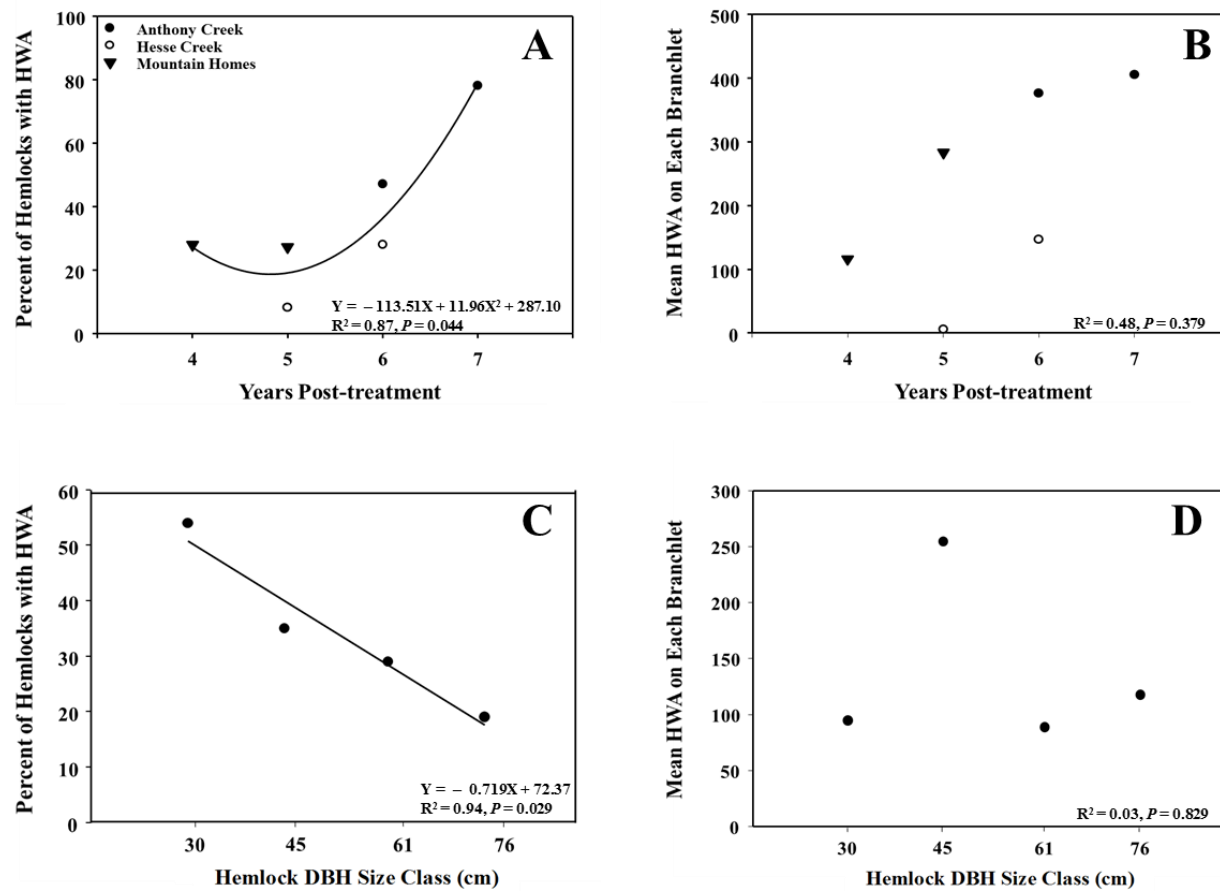 A
Anthony Creek
Hesse Creek
Mountain Homes
Percent of Hemlocks with HWA
100
80
60
40
20
0
Y = – 113.51X + 11.96X² + 287.10
R² = 0.87, P = 0.044
4 5 6 7
Years Post-treatment
B
Mean HWA on Each Branchlet
500
400
300
200
100
0
R² = 0.48, P = 0.379
4 5 6 7
Years Post-treatment
C
Percent of Hemlocks with HWA
60
50
40
30
20
10
0
Y = – 0.719X + 72.37
R² = 0.94, P = 0.029
30 45 61 76
Hemlock DBH Size Class (cm)
D
Mean HWA on Each Branchlet
300
250
200
150
100
50
0
R² = 0.03, P = 0.829
30 45 61 76
Hemlock DBH Size Class (cm)